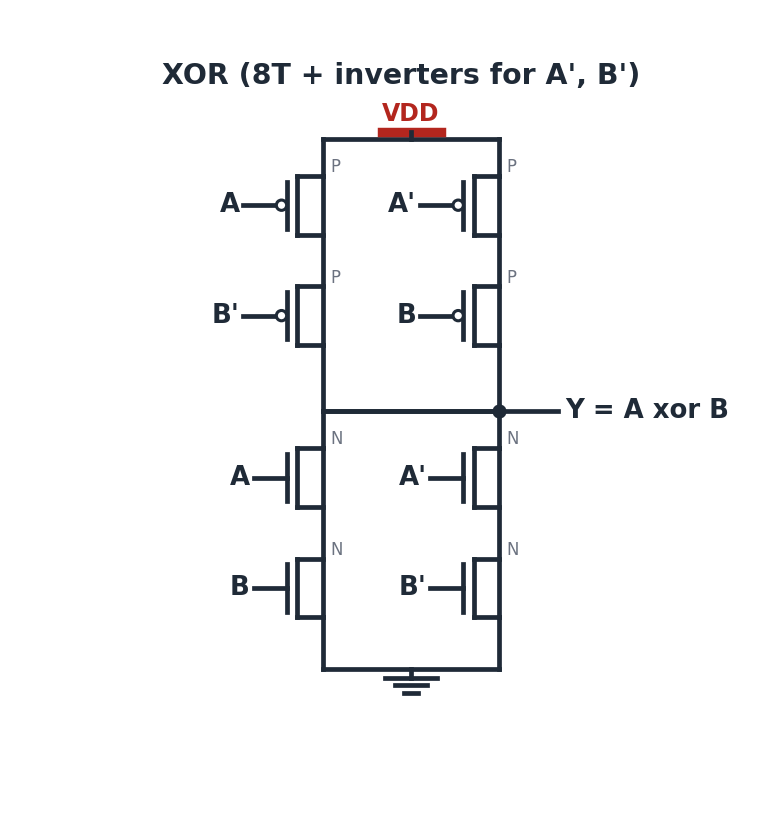 XOR (8T + inverters for A', B')
VDD
P P
A A'
P P
B' B
Y = A xor B
N N
A A'
N N
B B'